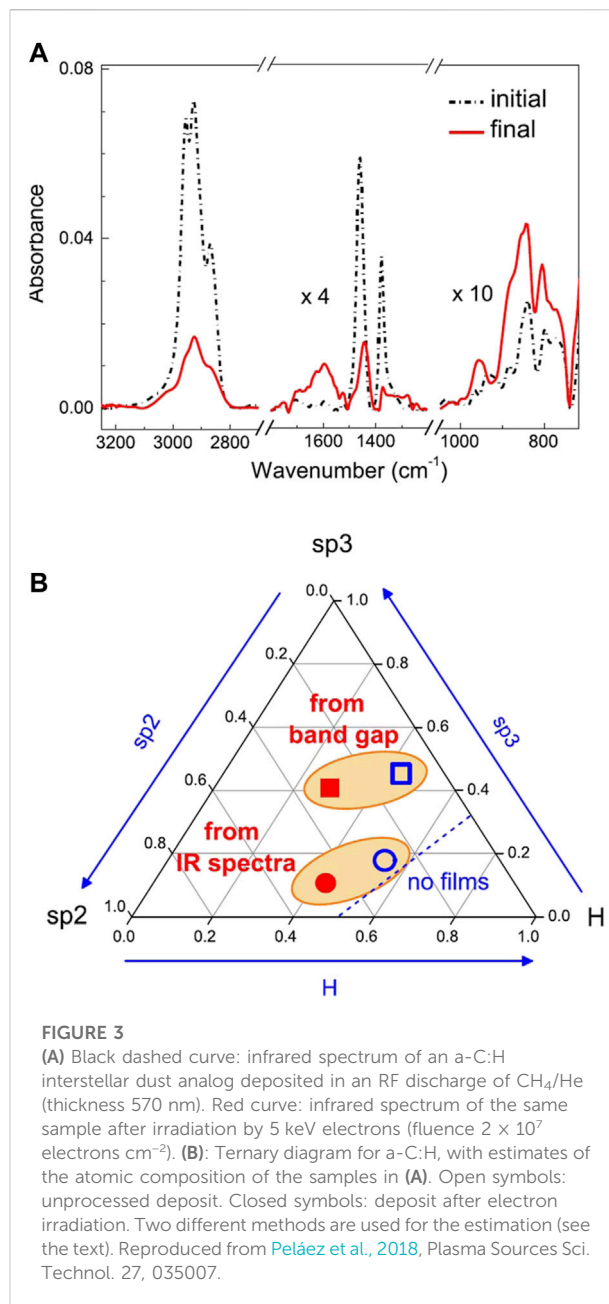 A
0.08
0.04
0.00
Absorbance
initial
final
x 4
x 10
3200 3000 2800 1600 1400 1000 800
Wavenumber (cm⁻¹)
B
sp3
0.0 1.0
0.2 0.8
0.4 0.6
0.6 0.4
0.8 0.2
1.0 0.0
sp2
sp3
from
band gap
from
IR spectra
no films
sp2
H
0.0 0.2 0.4 0.6 0.8 1.0
H
FIGURE 3
(A) Black dashed curve: infrared spectrum of an a-C:H
interstellar dust analog deposited in an RF discharge of CH₄/He
(thickness 570 nm). Red curve: infrared spectrum of the same
sample after irradiation by 5 keV electrons (fluence 2 × 10⁷
electrons cm⁻²). (B): Ternary diagram for a-C:H, with estimates of
the atomic composition of the samples in (A). Open symbols:
unprocessed deposit. Closed symbols: deposit after electron
irradiation. Two different methods are used for the estimation (see
the text). Reproduced from Peláez et al., 2018, Plasma Sources Sci.
Technol. 27, 035007.